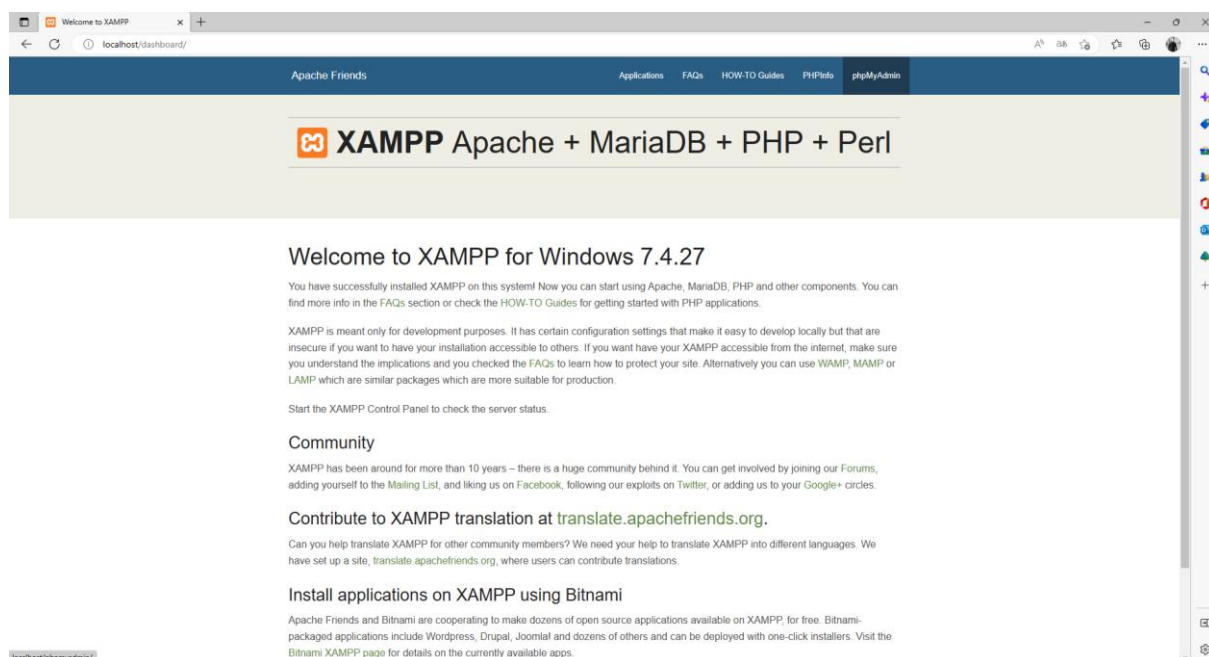 Welcome to XAMPP
localhost/dashboard/
Apache Friends
Applications FAQs HOW-TO Guides PHPInfo phpMyAdmin
XAMPP Apache + MariaDB + PHP + Perl
Welcome to XAMPP for Windows 7.4.27
You have successfully installed XAMPP on this system! Now you can start using Apache, MariaDB, PHP and other components. You can
find more info in the FAQs section or check the HOW-TO Guides for getting started with PHP applications.
XAMPP is meant only for development purposes. It has certain configuration settings that make it easy to develop locally but that are
insecure if you want to have your installation accessible to others. If you want have your XAMPP accessible from the internet, make sure
you understand the implications and you checked the FAQs to learn how to protect your site. Alternatively you can use WAMP, MAMP or
LAMP which are similar packages which are more suitable for production.
Start the XAMPP Control Panel to check the server status.
Community
XAMPP has been around for more than 10 years – there is a huge community behind it. You can get involved by joining our Forums,
adding yourself to the Mailing List, and liking us on Facebook, following our exploits on Twitter, or adding us to your Google+ circles.
Contribute to XAMPP translation at translate.apachefriends.org.
Can you help translate XAMPP for other community members? We need your help to translate XAMPP into different languages. We
have set up a site, translate.apachefriends.org, where users can contribute translations.
Install applications on XAMPP using Bitnami
Apache Friends and Bitnami are cooperating to make dozens of open source applications available on XAMPP, for free. Bitnami-
packaged applications include Wordpress, Drupal, Joomla! and dozens of others and can be deployed with one-click installers. Visit the
Bitnami XAMPP page for details on the currently available apps.